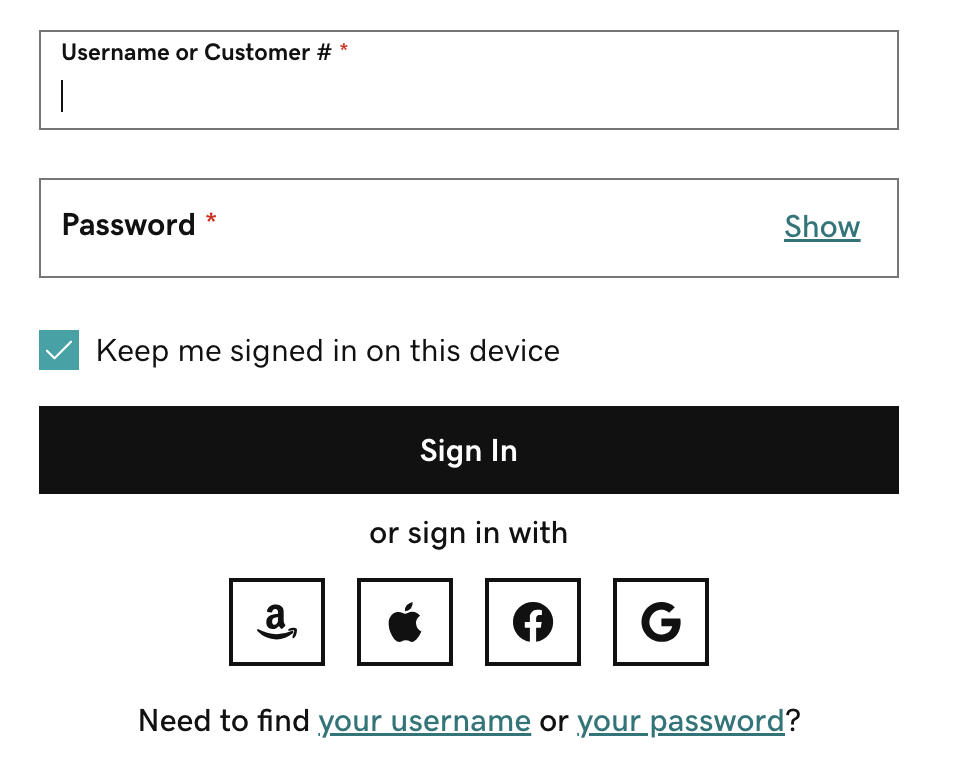 Username or Customer # *
Password *
Show
Keep me signed in on this device
Sign In
or sign in with
Need to find your username or your password?